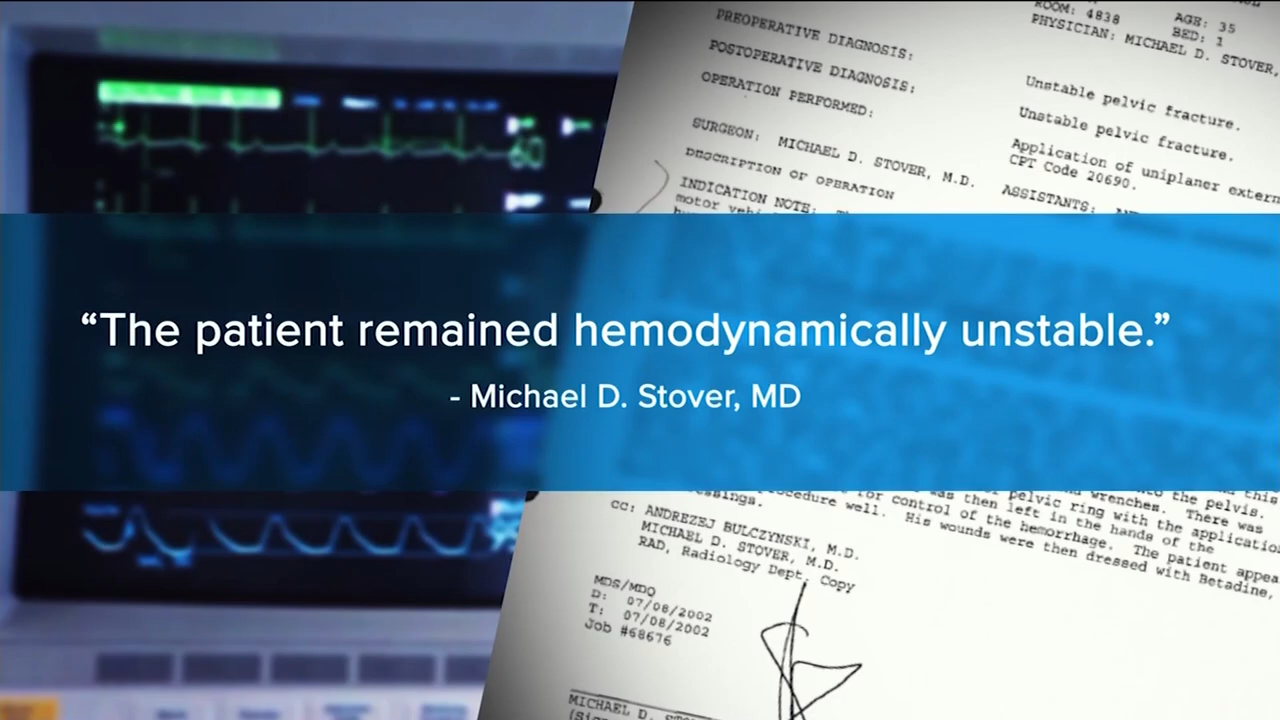 60
ROOM: 4838
AGE: 35
BED: 1
PHYSICIAN: MICHAEL D. STOVER,
PREOPERATIVE DIAGNOSIS:
Unstable pelvic fracture.
POSTOPERATIVE DIAGNOSIS:
Unstable pelvic fracture.
OPERATION PERFORMED:
Application of uniplaner extern
CPT Code 20690.
SURGEON: MICHAEL D. STOVER, M.D.
ASSISTANTS:
DESCRIPTION OF OPERATION
INDICATION NOTE:
motor
“The patient remained hemodynamically unstable.”
- Michael D. Stover, MD
the pelvis.
wrenches. There was
pelvic ring with the application
was then left in the hands of the
procedure well. for control of the hemorrhage. The patient
His wounds were then dressed with Betadine,
CC: ANDRZEJ BULCZYNSKI, M.D.
MICHAEL D. STOVER, M.D.
RAD, Radiology Dept. Copy
MDS/MDQ
D: 07/08/2002
T: 07/08/2002
Job #68676
MICHAEL D.